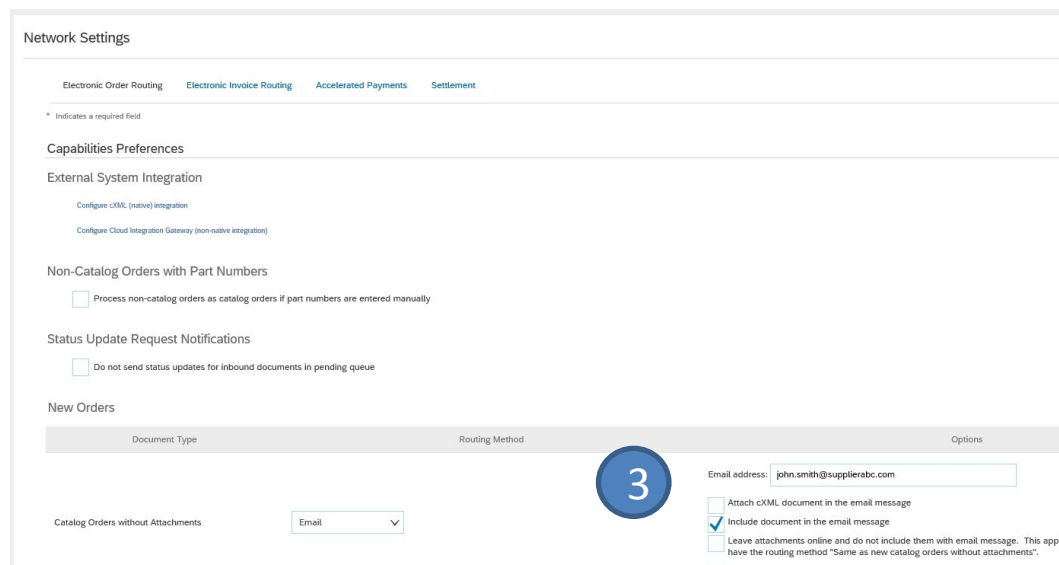 Network Settings
Electronic Order Routing Electronic Invoice Routing Accelerated Payments Settlement
* Indicates a required field
Capabilities Preferences
External System Integration
Configure cXML (native) integration
Configure Cloud Integration Gateway (non-native integration)
Non-Catalog Orders with Part Numbers
Process non-catalog orders as catalog orders if part numbers are entered manually
Status Update Request Notifications
Do not send status updates for inbound documents in pending queue
New Orders
Document Type Routing Method Options
3
Email address: john.smith@supplierabc.com
Attach cXML document in the email message
Catalog Orders without Attachments Email Include document in the email message
Leave attachments online and do not include them with email message. This app
have the routing method "Same as new catalog orders without attachments".